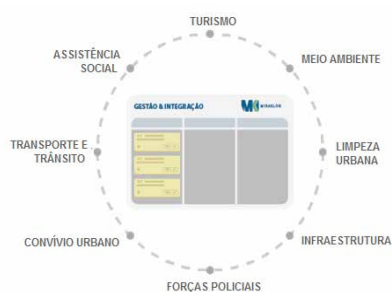 TURISMO
ASSISTÊNCIA
SOCIAL
MEIO AMBIENTE
GESTÃO & INTEGRAÇÃO
TRANSPORTE E
TRÂNSITO
LIMPEZA
URBANA
CONVÍVIO URBANO
INFRAESTRUTURA
FORÇAS POLICIAIS